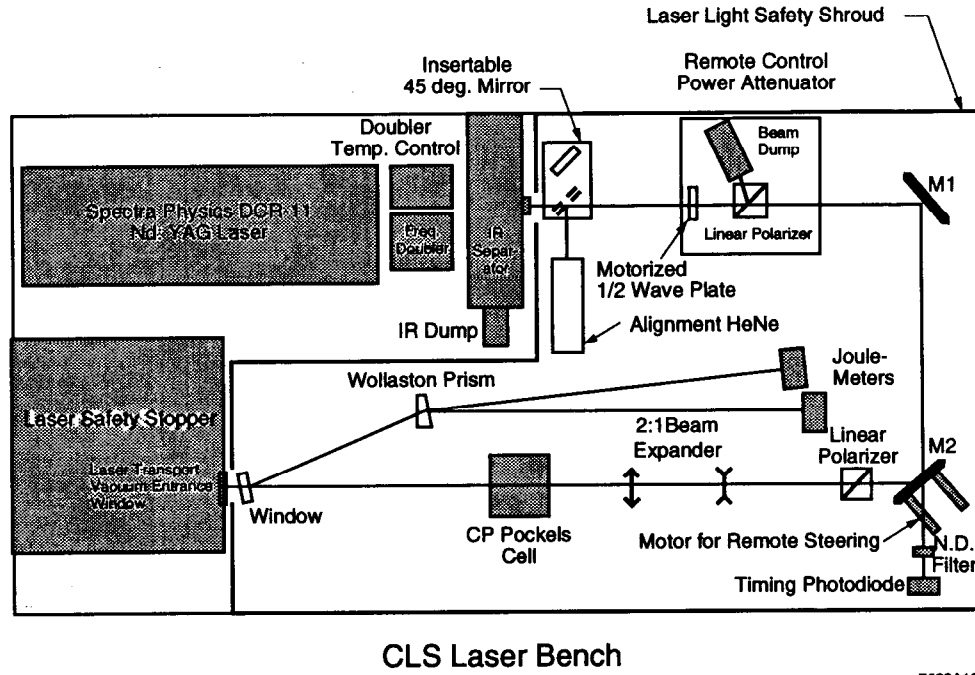 Laser Light Safety Shroud
Insertable
45 deg. Mirror
Remote Control
Power Attenuator
Doubler
Temp. Control
Beam
Dump
M1
Spectra Physics DCR-11
Nd: YAG Laser
Freq.
Doubler
IR
Separ-
ator
Linear Polarizer
Motorized
1/2 Wave Plate
IR Dump
Alignment HeNe
Joule-
Meters
Wollaston Prism
Laser Safety Stopper
2:1Beam
Expander
Linear
Polarizer
M2
Laser Transport
Vacuum Entrance
Window
Window
CP Pockels
Cell
Motor for Remote Steering
N.D.
Filter
Timing Photodiode
CLS Laser Bench